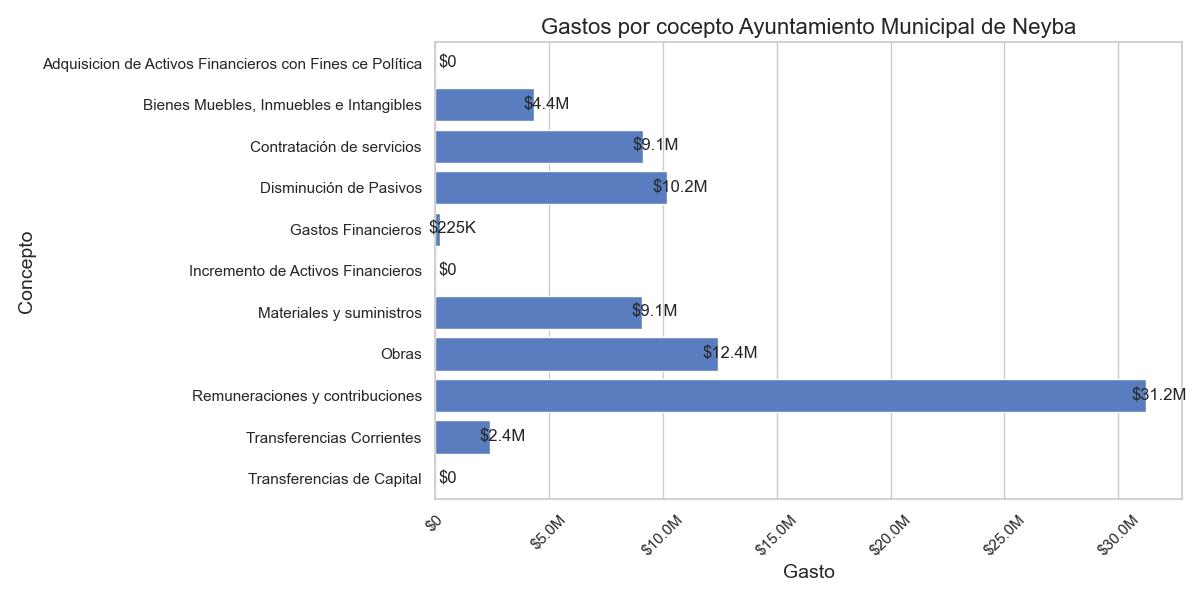 Gastos por cocepto Ayuntamiento Municipal de Neyba
Concepto
Adquisicion de Activos Financieros con Fines ce Política $0
Bienes Muebles, Inmuebles e Intangibles $4.4M
Contratación de servicios $9.1M
Disminución de Pasivos $10.2M
Gastos Financieros $225K
Incremento de Activos Financieros $0
Materiales y suministros $9.1M
Obras $12.4M
Remuneraciones y contribuciones $31.2M
Transferencias Corrientes $2.4M
Transferencias de Capital $0
$0 $5.0M $10.0M $15.0M $20.0M $25.0M $30.0M
Gasto